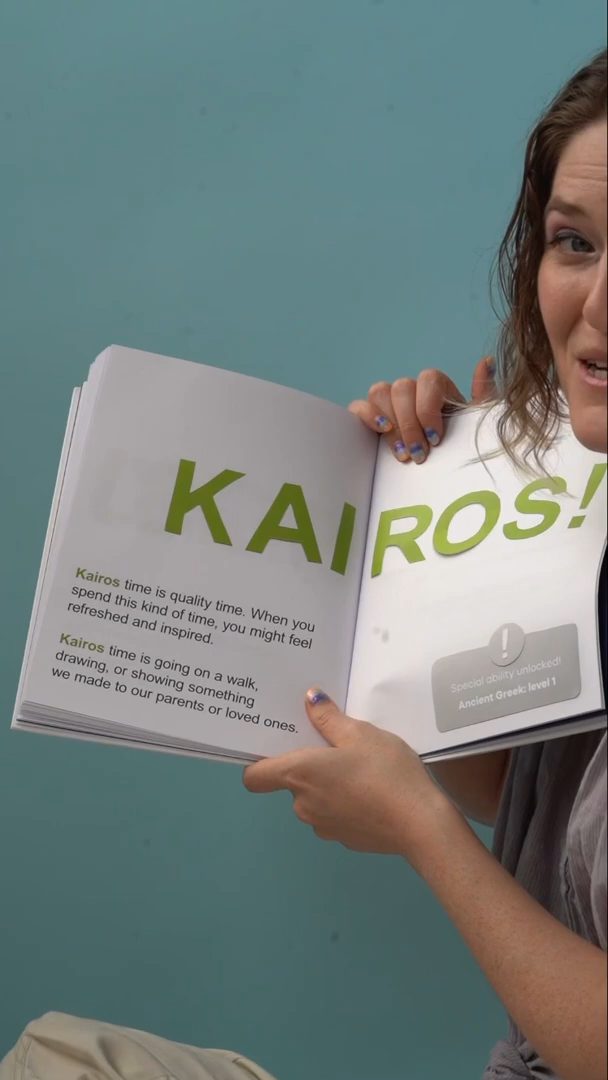 KAIROS!
Kairos time is quality time. When you
spend this kind of time, you might feel
refreshed and inspired.
Kairos time is going on a walk,
drawing, or showing something
we made to our parents or loved ones.
!
Special ability unlocked!
Ancient Greek: level 1